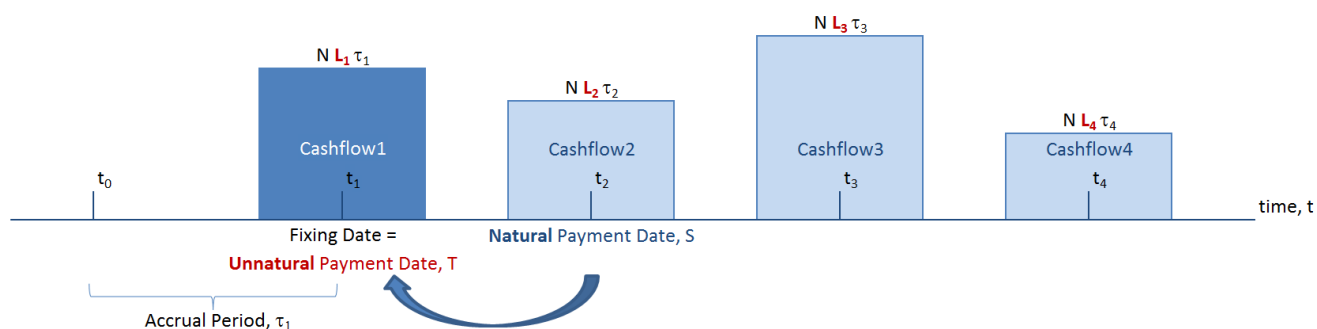 N L₁ τ₁
N L₂ τ₂
N L₃ τ₃
N L₄ τ₄
Cashflow1
Cashflow2
Cashflow3
Cashflow4
t₀
t₁
t₂
t₃
t₄
time, t
Fixing Date =
Unnatural Payment Date, T
Natural Payment Date, S
Accrual Period, τ₁